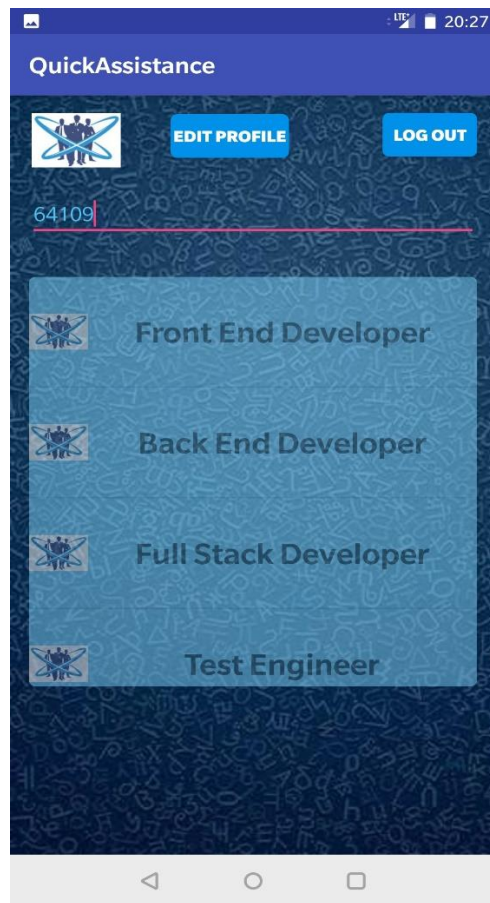 LTE 20:27
QuickAssistance
EDIT PROFILE LOG OUT
64109
Front End Developer
Back End Developer
Full Stack Developer
Test Engineer